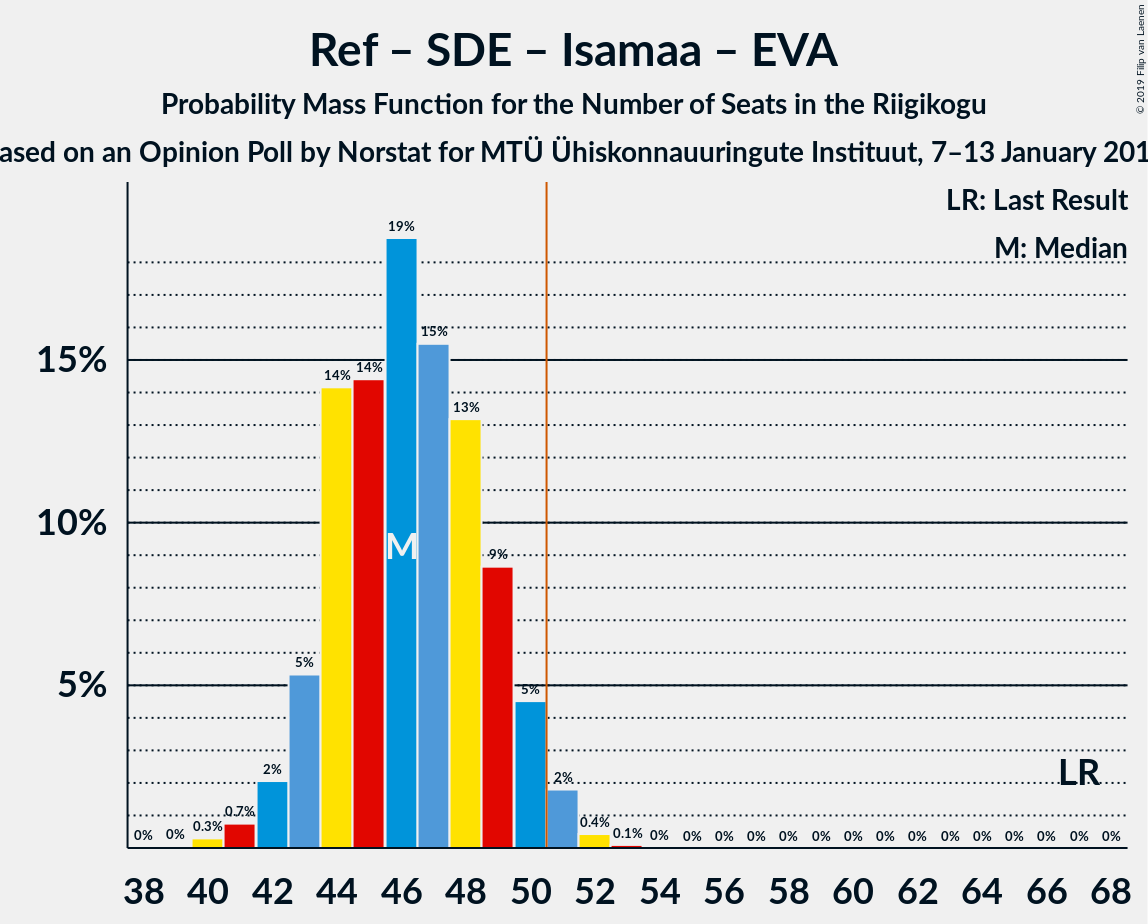 Ref – SDE – Isamaa – EVA
Probability Mass Function for the Number of Seats in the Riigikogu
ased on an Opinion Poll by Norstat for MTÜ Ühiskonnauuringute Instituut, 7–13 January 201
© 2019 Filip van Laenen
LR: Last Result
M: Median
19%
15%
15%
14%
14%
13%
10%
M
9%
5%
5%
5%
2%
2%
LR
0.7%
0.3%
0.4%
0.1%
0% 0% 0% 0% 0% 0% 0% 0% 0% 0% 0% 0% 0% 0% 0% 0% 0%
38 40 42 44 46 48 50 52 54 56 58 60 62 64 66 68